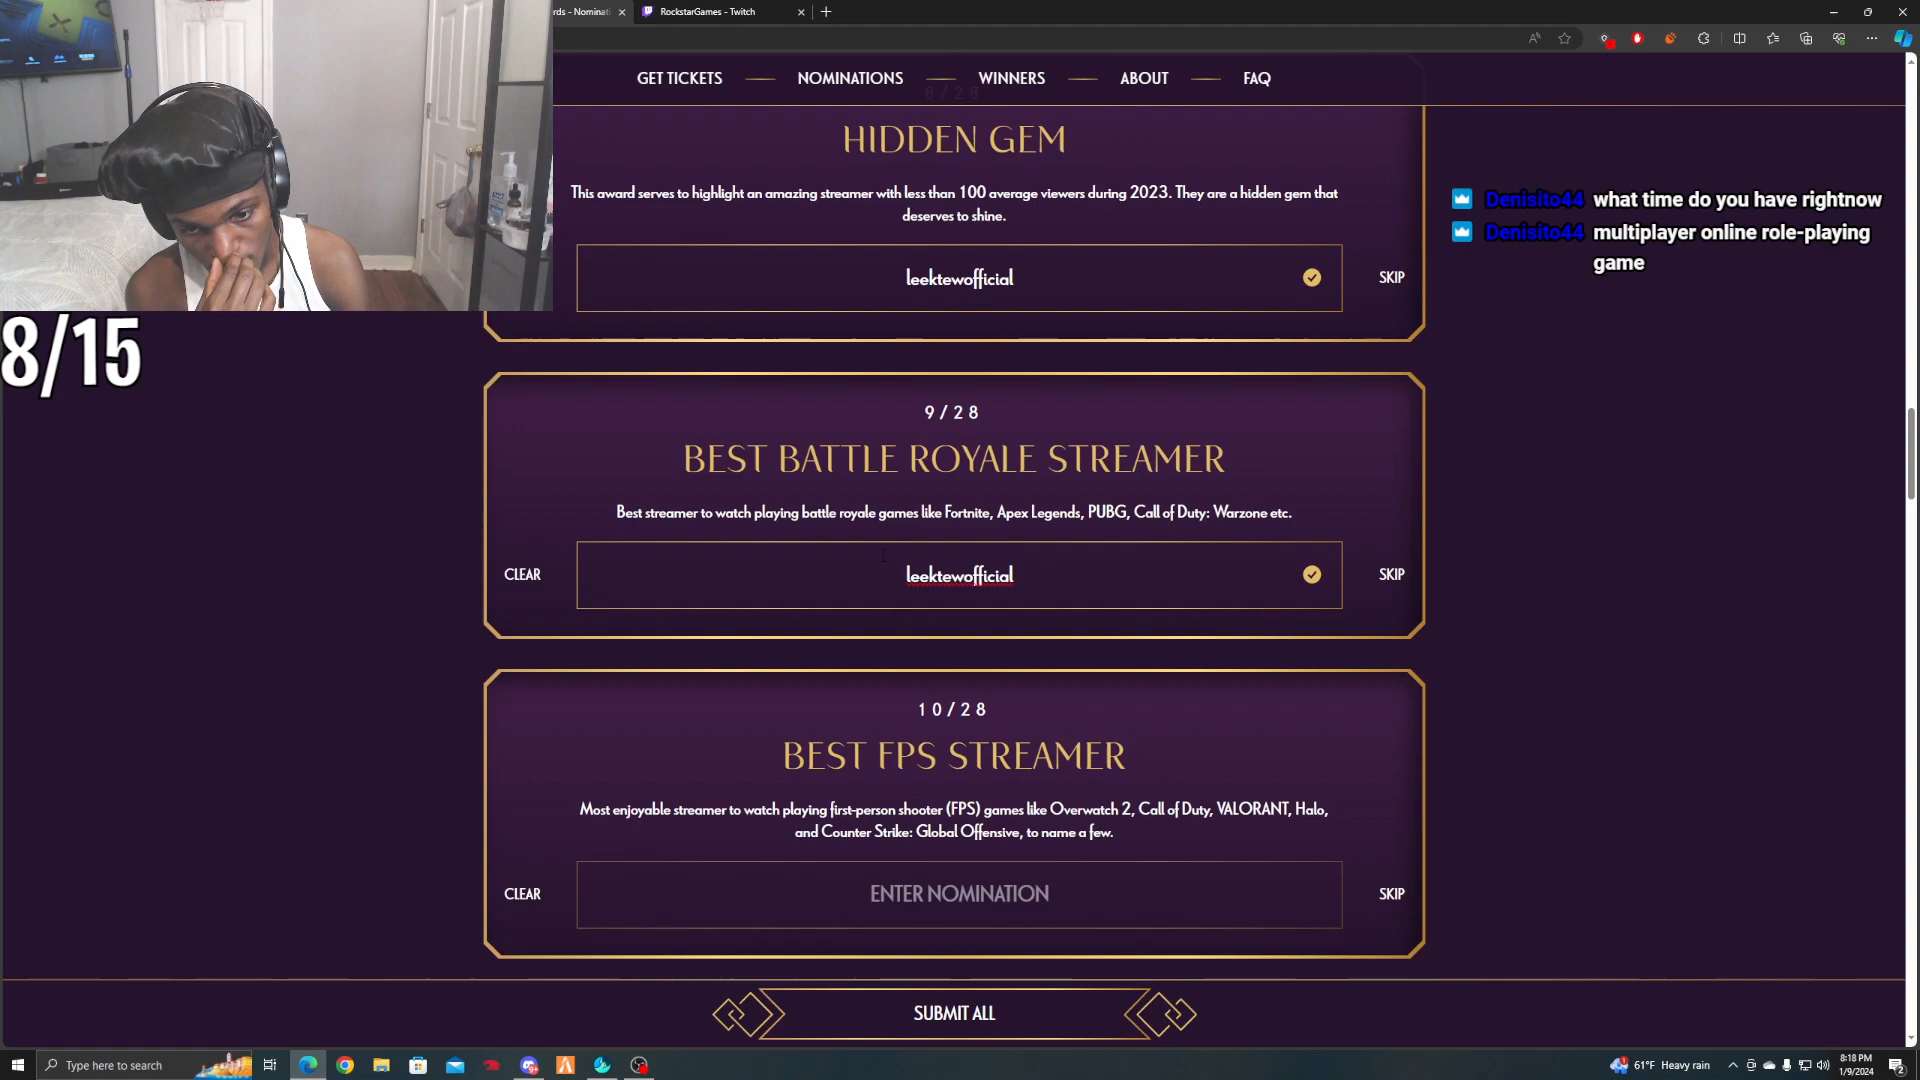 rds - Nominati
RockstarGames - Twitch
GET TICKETS
NOMINATIONS
WINNERS
ABOUT
FAQ
8/28
HIDDEN GEM
This award serves to highlight an amazing streamer with less than 100 average viewers during 2023. They are a hidden gem that
deserves to shine.
leektewofficial
SKIP
Denisito44 what time do you have rightnow
Denisito44 multiplayer online role-playing
game
8/15
9/28
BEST BATTLE ROYALE STREAMER
Best streamer to watch playing battle royale games like Fortnite, Apex Legends, PUBG, Call of Duty: Warzone etc.
CLEAR
leektewofficial
SKIP
10/28
BEST FPS STREAMER
Most enjoyable streamer to watch playing first-person shooter (FPS) games like Overwatch 2, Call of Duty, VALORANT, Halo,
and Counter Strike: Global Offensive, to name a few.
CLEAR
ENTER NOMINATION
SKIP
SUBMIT ALL
Type here to search
61°F Heavy rain
8:18 PM
1/9/2024
2